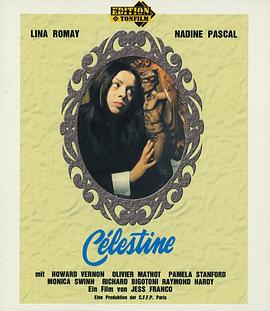 EDITION
TONFILM
LINA ROMAY
NADINE PASCAL
Célestine
mit HOWARD VERNON OLIVIER MATHOT PAMELA STANFORD
MONICA SWINN RICHARD BIGOTONI RAYMOND HARDY
Ein Film von JESS FRANCO
Eine Produktion der C.F.F.P. Paris